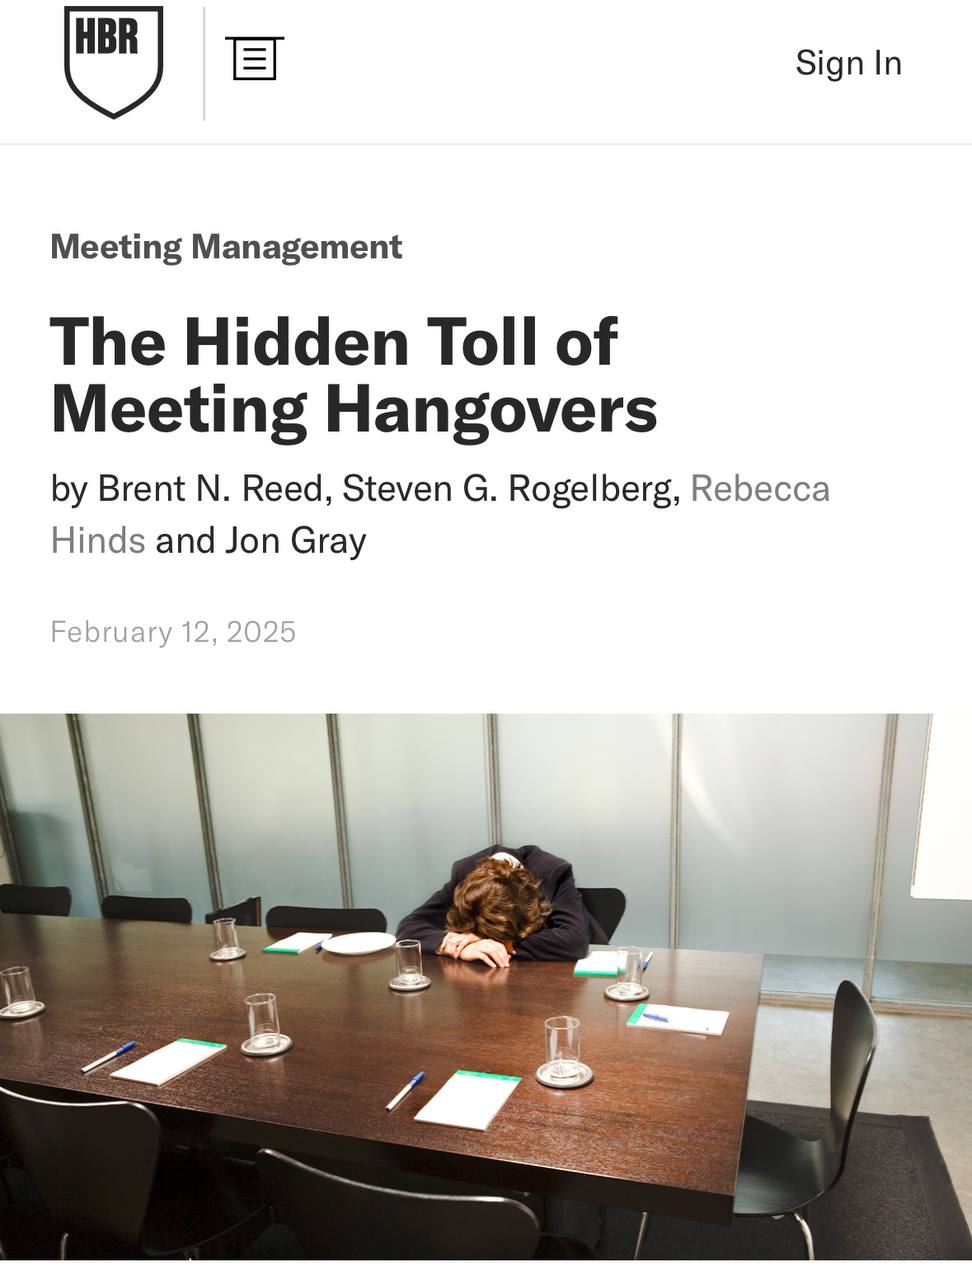 HBR
Sign In
Meeting Management
The Hidden Toll of
Meeting Hangovers
by Brent N. Reed, Steven G. Rogelberg, Rebecca
Hinds and Jon Gray
February 12, 2025